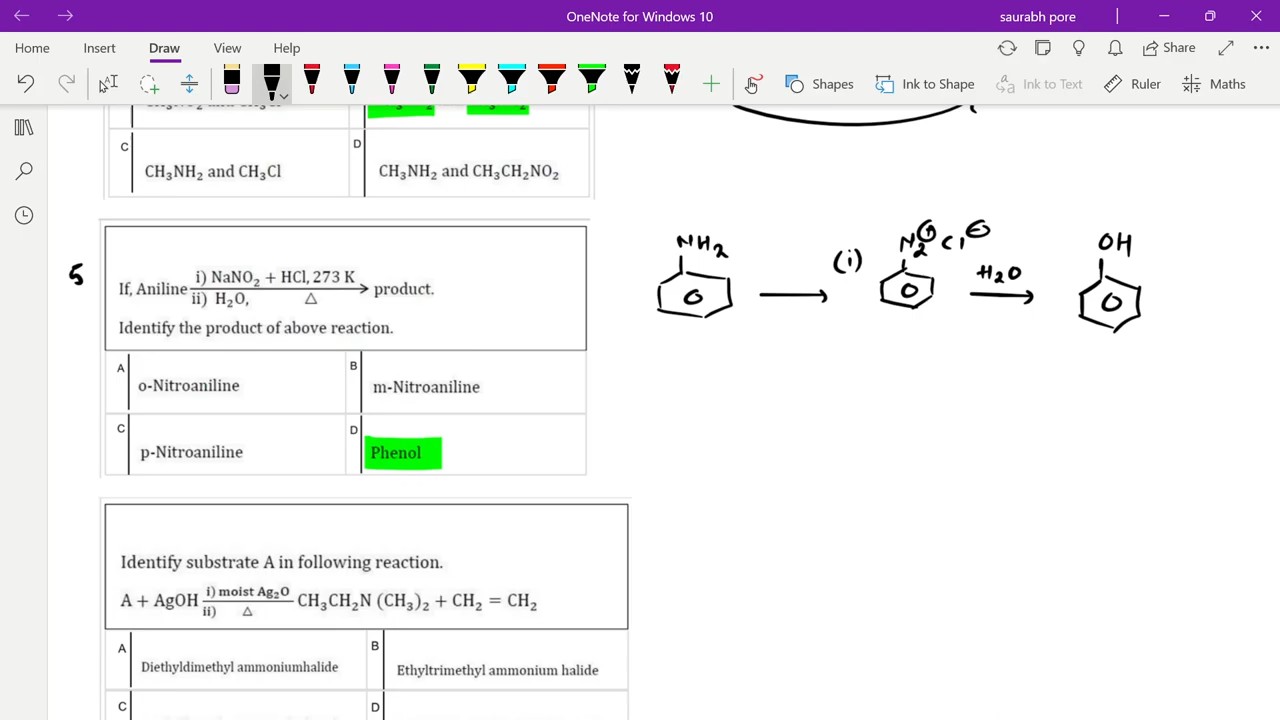 OneNote for Windows 10
saurabh pore
Home Insert Draw View Help
Share
Shapes
Ink to Shape
Ink to Text
Ruler
Maths
C CH₃NH₂ and CH₃Cl
D CH₃NH₂ and CH₃CH₂NO₂
5
If, Aniline i) NaNO₂ + HCl, 273 K ii) H₂O, △ → product.
Identify the product of above reaction.
A o-Nitroaniline
B m-Nitroaniline
C p-Nitroaniline
D Phenol
NH₂
(i) N₂⊕ Cl⊖
H₂O
OH
Identify substrate A in following reaction.
A + AgOH i) moist Ag₂O ii) △ CH₃CH₂N (CH₃)₂ + CH₂ = CH₂
A Diethyldimethyl ammoniumhalide
B Ethyltrimethyl ammonium halide
C
D